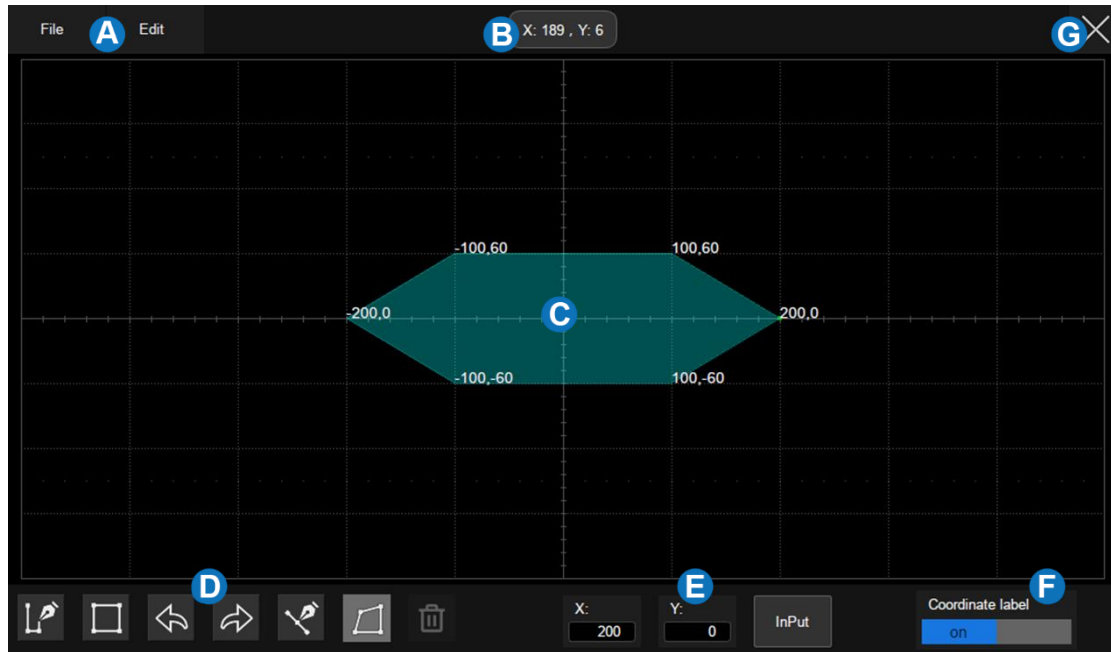 File A Edit B X: 189 , Y: 6 G
-100,60 100,60
-200,0 C 200,0
-100,-60 100,-60
D E F
X: Y: Coordinate label
200 0 InPut on